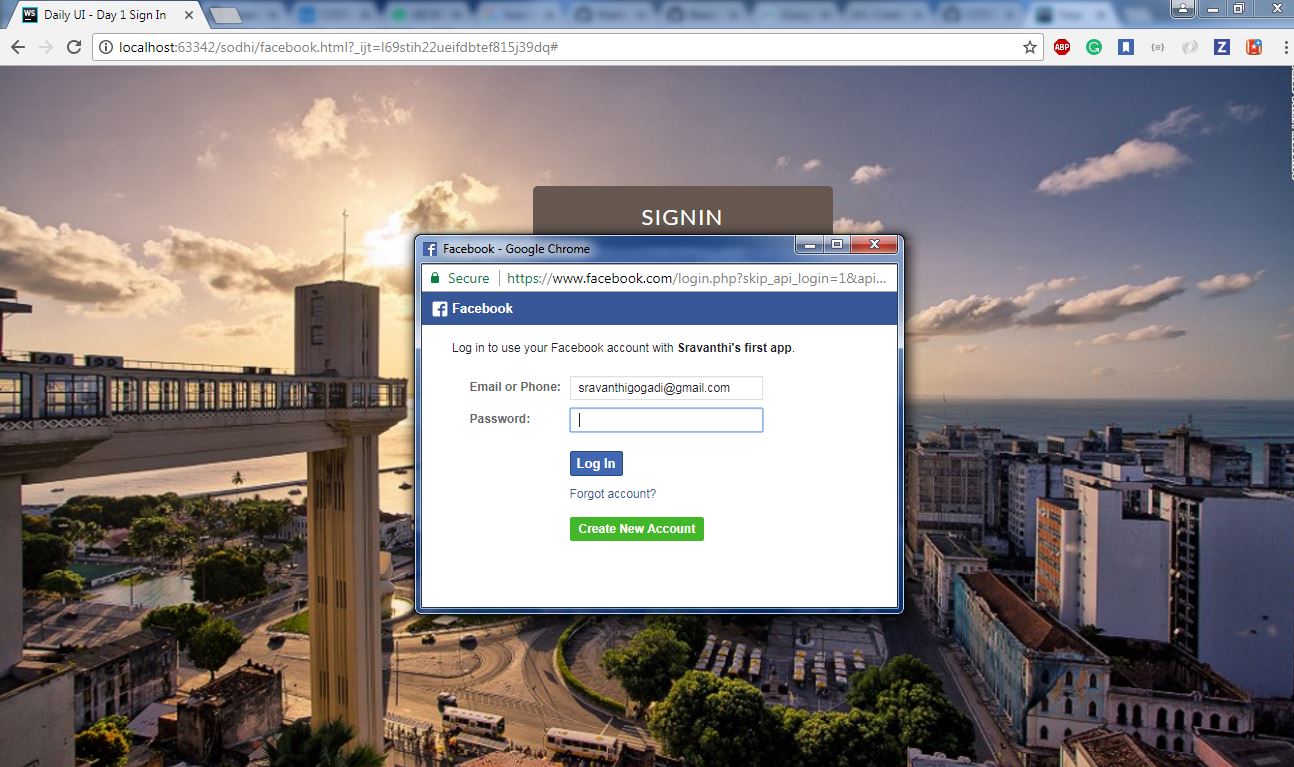 WS Daily UI - Day 1 Sign In
localhost:63342/sodhi/facebook.html?_ijt=l69stih22ueifdbtef815j39dq#
ABP
Z
SIGNIN
Facebook - Google Chrome
Secure https://www.facebook.com/login.php?skip_api_login=1&api...
Facebook
Log in to use your Facebook account with Sravanthi's first app.
Email or Phone: sravanthigogadi@gmail.com
Password:
Log In
Forgot account?
Create New Account